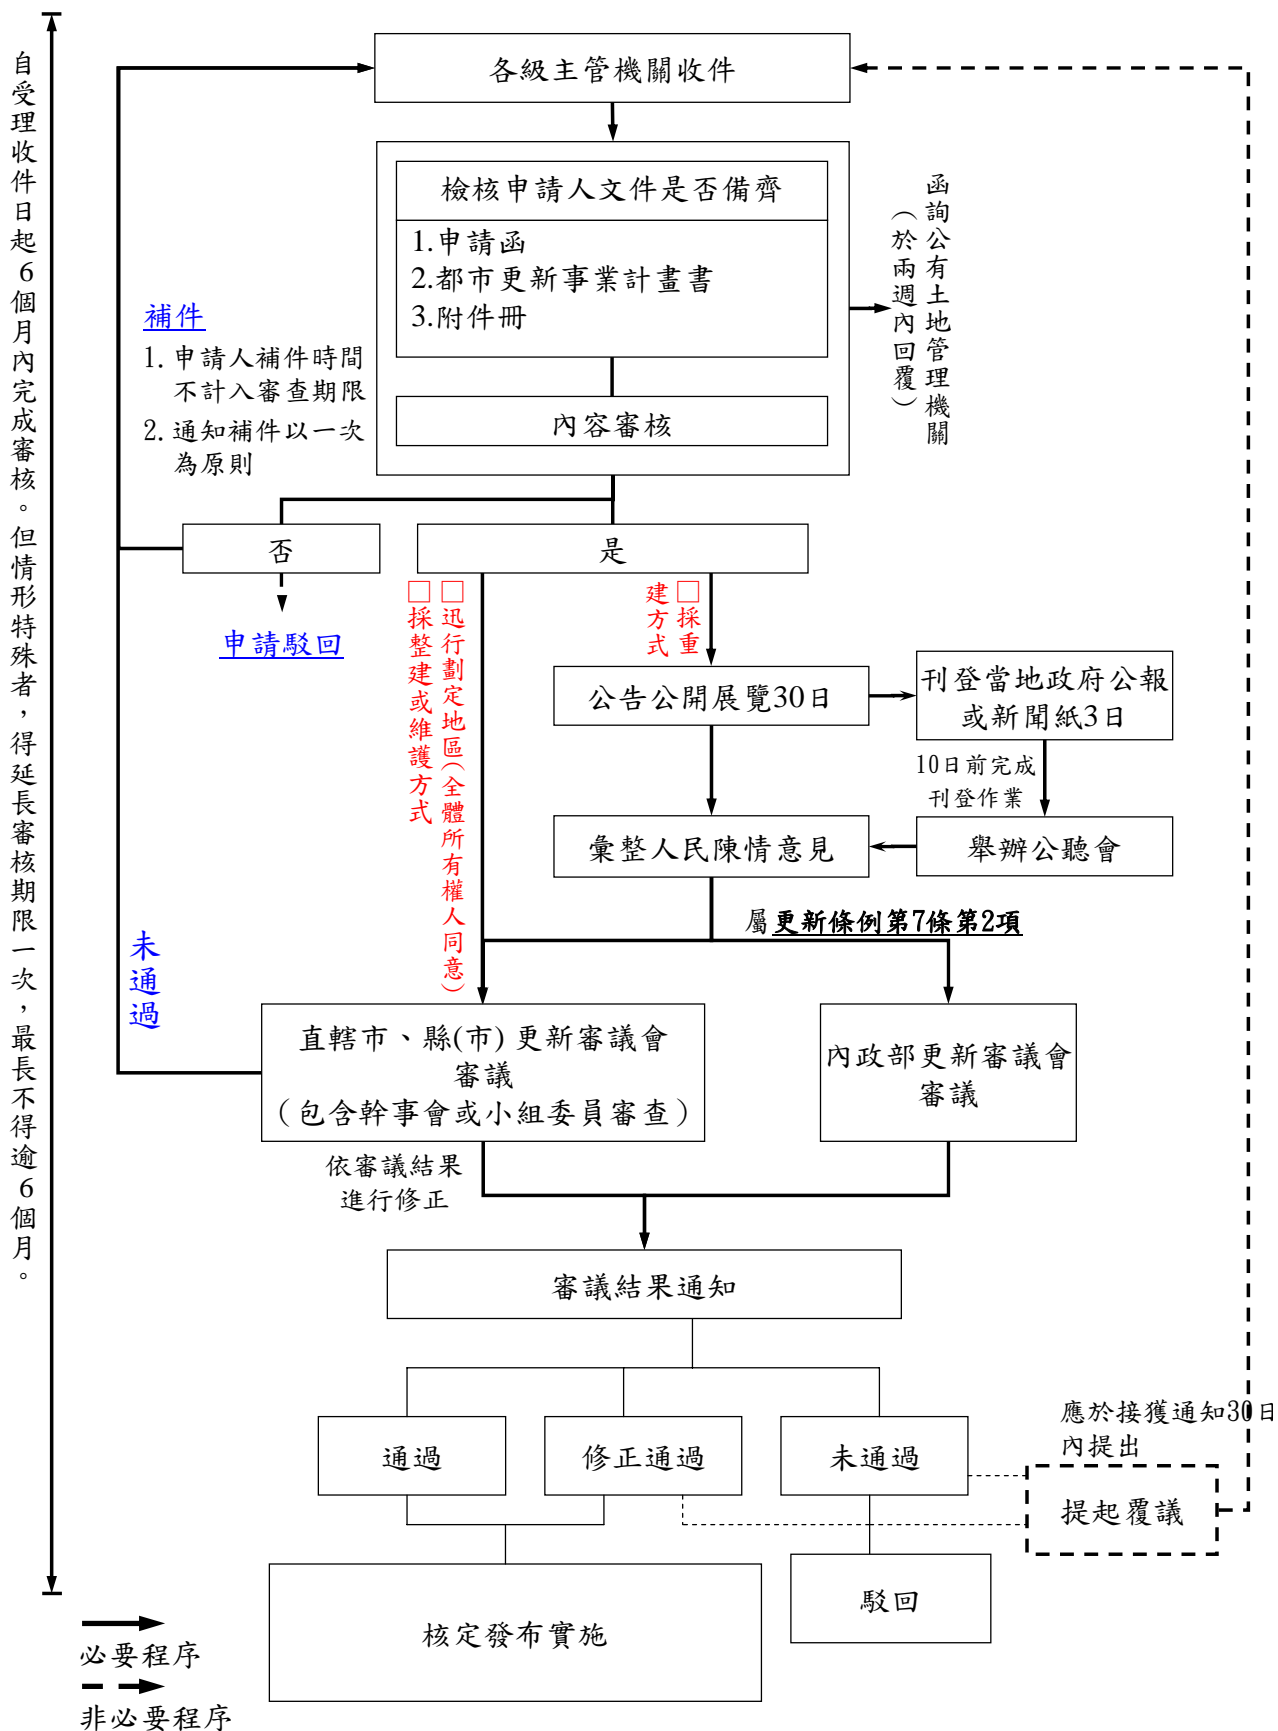 自受理收件日起6個月內完成審核。但情形特殊者，得延長審核期限一次，最長不得逾6個月。
各級主管機關收件
檢核申請人文件是否備齊
1.申請函
2.都市更新事業計畫書
3.附件冊
內容審核
函詢公有土地管理機關
（於兩週內回覆）
補件
1. 申請人補件時間
不計入審查期限
2. 通知補件以一次
為原則
否
是
申請駁回
□迅行劃定地區(全體所有權人同意)
□採整建或維護方式
□採重
建方式
公告公開展覽30日
刊登當地政府公報
或新聞紙3日
10日前完成
刊登作業
彙整人民陳情意見
舉辦公聽會
屬更新條例第7條第2項
未通過
直轄市、縣(市) 更新審議會
審議
（包含幹事會或小組委員審查）
內政部更新審議會
審議
依審議結果
進行修正
審議結果通知
通過
修正通過
未通過
應於接獲通知30日
內提出
提起覆議
核定發布實施
駁回
必要程序
非必要程序